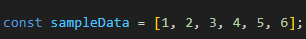 const sampleData = [1, 2, 3, 4, 5, 6];